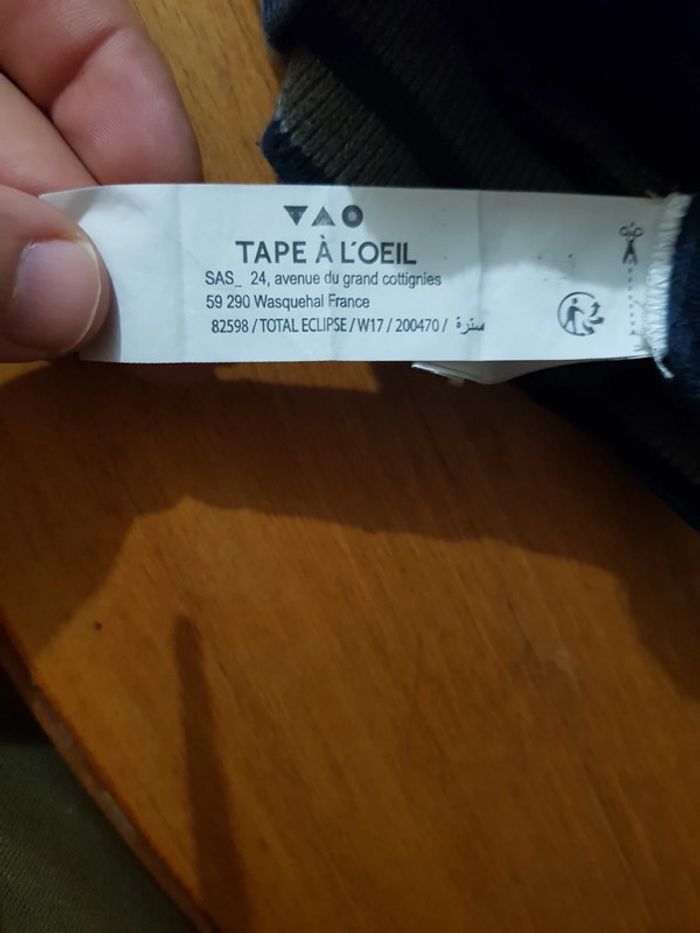 TAPE À L'OEIL
SAS_ 24, avenue du grand cottignies
59 290 Wasquehal France
82598 / TOTAL ECLIPSE / W17 / 200470 / سترة